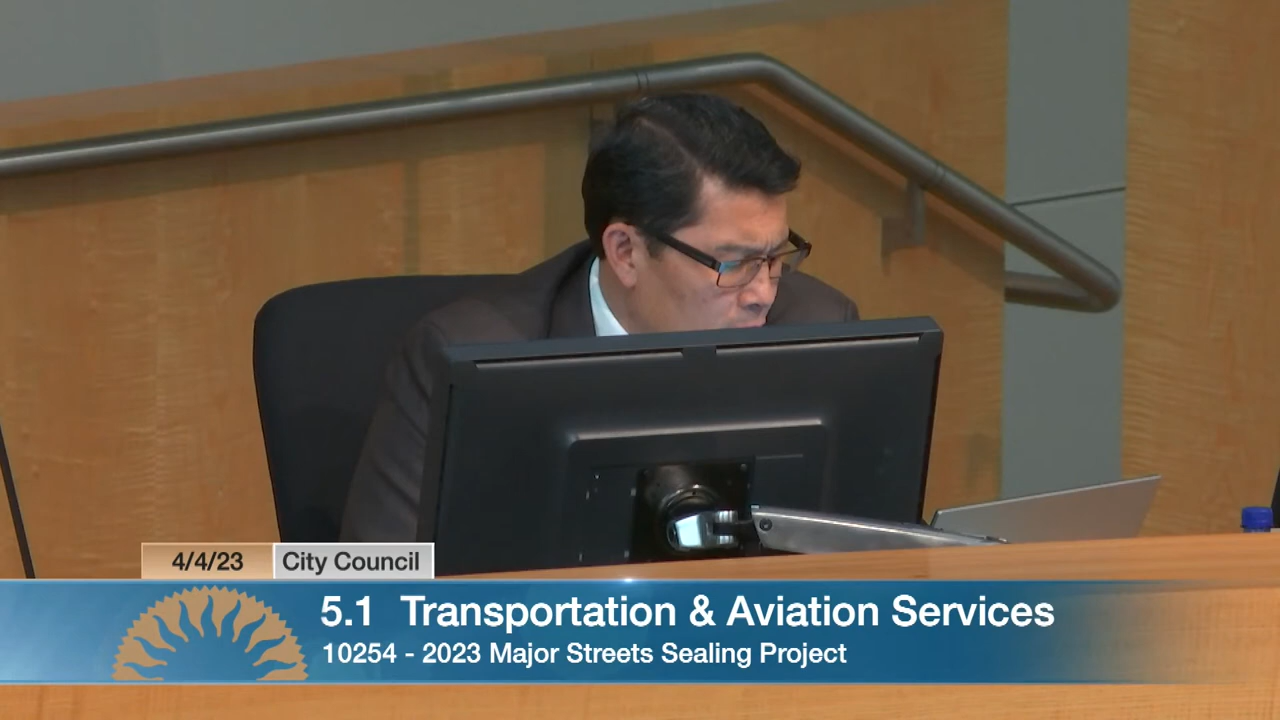 4/4/23 City Council
5.1 Transportation & Aviation Services
10254 - 2023 Major Streets Sealing Project